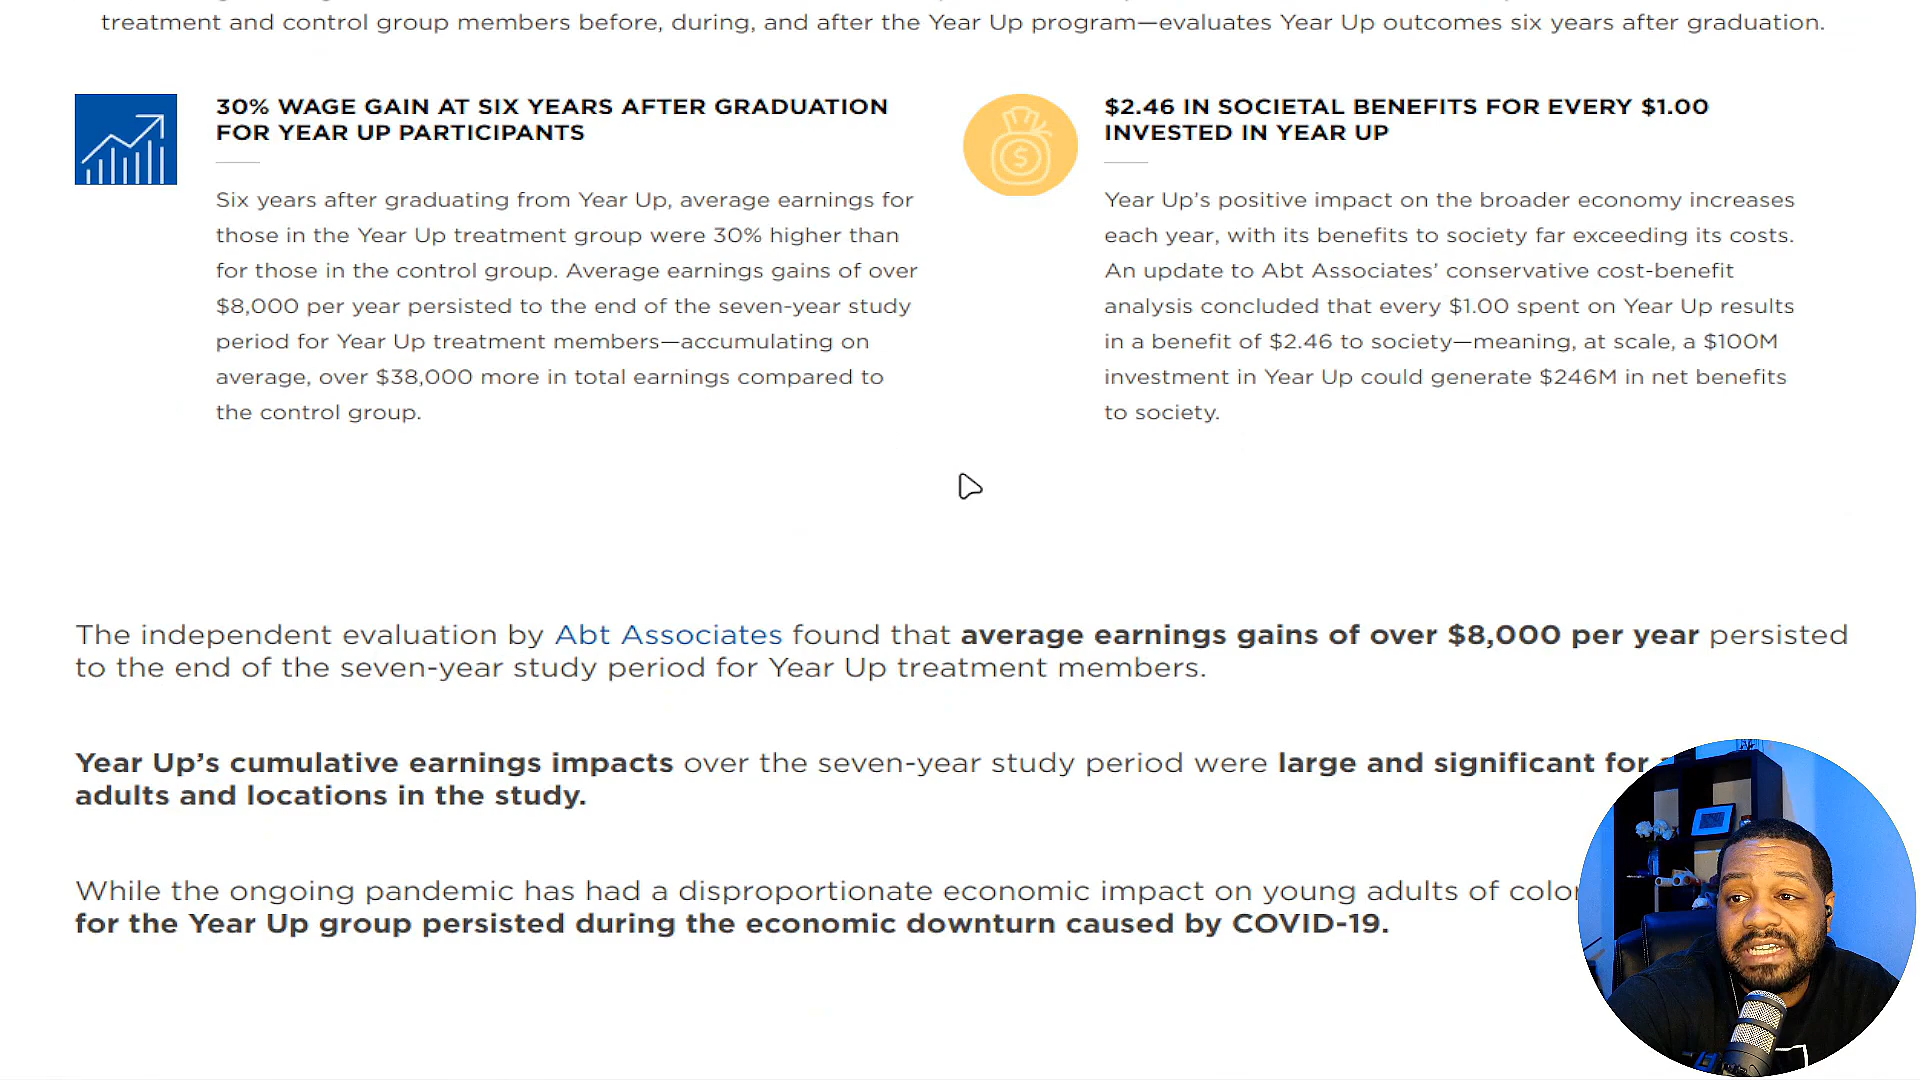 treatment and control group members before, during, and after the Year Up program—evaluates Year Up outcomes six years after graduation.
30% WAGE GAIN AT SIX YEARS AFTER GRADUATION
FOR YEAR UP PARTICIPANTS
Six years after graduating from Year Up, average earnings for
those in the Year Up treatment group were 30% higher than
for those in the control group. Average earnings gains of over
$8,000 per year persisted to the end of the seven-year study
period for Year Up treatment members—accumulating on
average, over $38,000 more in total earnings compared to
the control group.
$2.46 IN SOCIETAL BENEFITS FOR EVERY $1.00
INVESTED IN YEAR UP
Year Up’s positive impact on the broader economy increases
each year, with its benefits to society far exceeding its costs.
An update to Abt Associates’ conservative cost-benefit
analysis concluded that every $1.00 spent on Year Up results
in a benefit of $2.46 to society—meaning, at scale, a $100M
investment in Year Up could generate $246M in net benefits
to society.
The independent evaluation by Abt Associates found that average earnings gains of over $8,000 per year persisted
to the end of the seven-year study period for Year Up treatment members.
Year Up’s cumulative earnings impacts over the seven-year study period were large and significant for
adults and locations in the study.
While the ongoing pandemic has had a disproportionate economic impact on young adults of color
for the Year Up group persisted during the economic downturn caused by COVID-19.